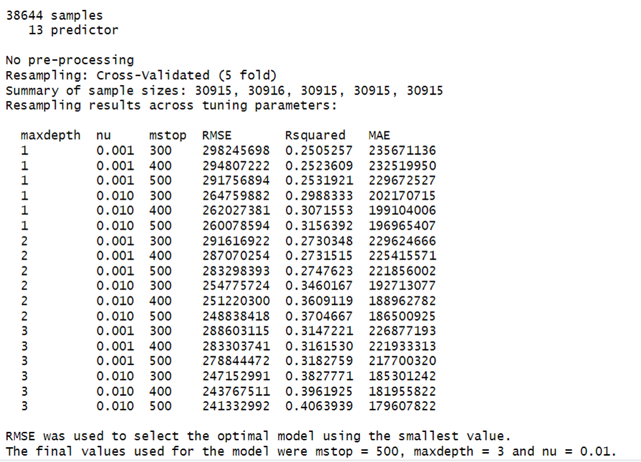 38644 samples
13 predictor
No pre-processing
Resampling: Cross-Validated (5 fold)
Summary of sample sizes: 30915, 30916, 30915, 30915, 30915
Resampling results across tuning parameters:
maxdepth nu mstop RMSE Rsquared MAE
1 0.001 300 298245698 0.2505257 235671136
1 0.001 400 294807222 0.2523609 232519950
1 0.001 500 291756894 0.2531921 229672527
1 0.010 300 264759882 0.2988333 202170715
1 0.010 400 262027381 0.3071553 199104006
1 0.010 500 260078594 0.3156392 196965407
2 0.001 300 291616922 0.2730348 229624666
2 0.001 400 287070254 0.2731515 225415571
2 0.001 500 283298393 0.2747623 221856002
2 0.010 300 254775724 0.3460167 192713077
2 0.010 400 251220300 0.3609119 188962782
2 0.010 500 248838418 0.3704667 186500925
3 0.001 300 288603115 0.3147221 226877193
3 0.001 400 283303741 0.3161530 221933313
3 0.001 500 278844472 0.3182759 217700320
3 0.010 300 247152991 0.3827771 185301242
3 0.010 400 243767511 0.3961925 181955822
3 0.010 500 241332992 0.4063939 179607822
RMSE was used to select the optimal model using the smallest value.
The final values used for the model were mstop = 500, maxdepth = 3 and nu = 0.01.